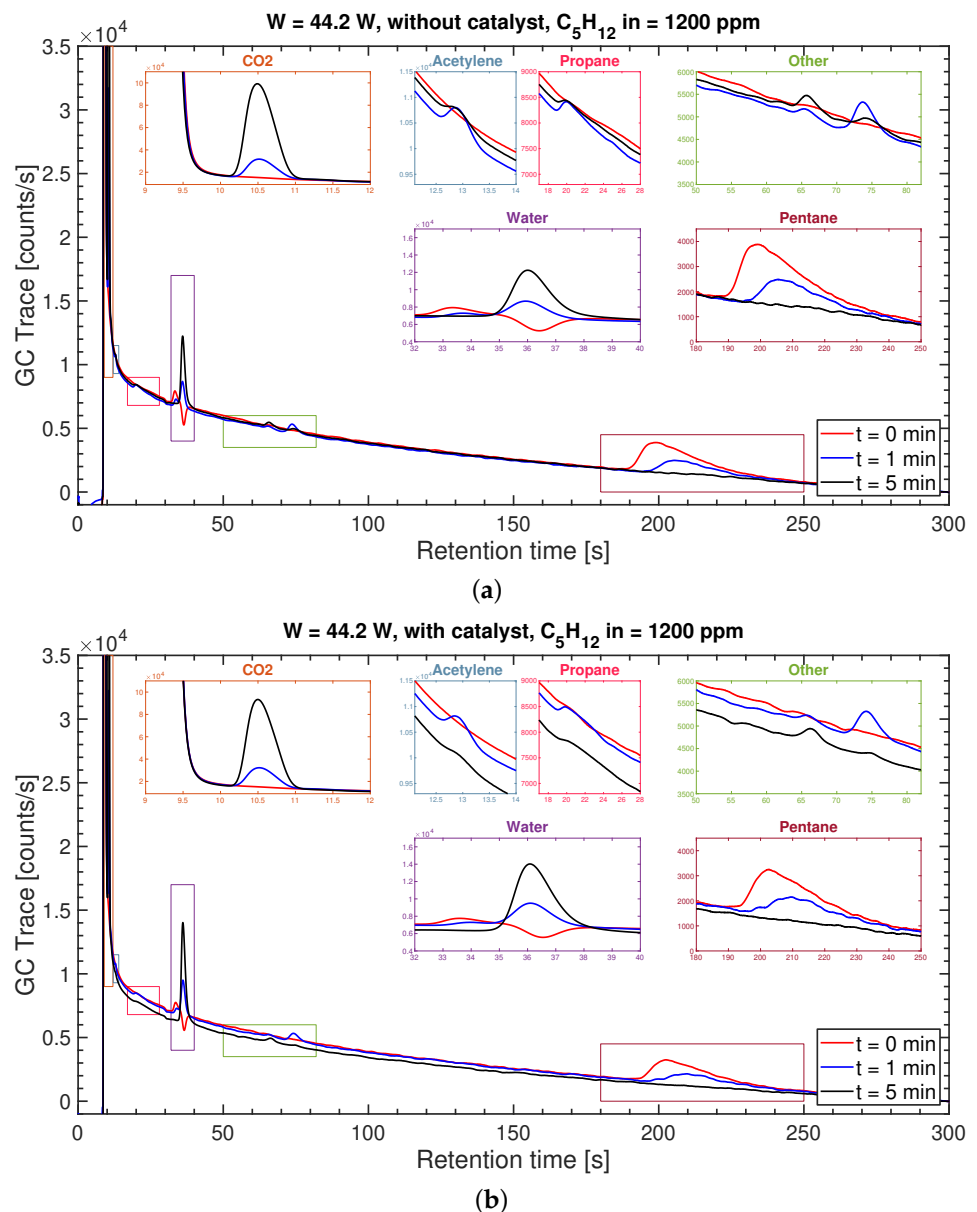 W = 44.2 W, without catalyst, C5H12 in = 1200 ppm
×10^4
GC Trace [counts/s]
3.5
3
2.5
2
1.5
1
0.5
0
CO2
×10^4
10
8
6
4
2
9 9.5 10 10.5 11 11.5 12
Acetylene
×10^4
1.15
1.1
1.05
1
0.95
12.5 13 13.5 14
Propane
9000
8500
8000
7500
7000
18 20 22 24 26 28
Other
6000
5500
5000
4500
4000
3500
50 55 60 65 70 75 80
Water
×10^4
1.6
1.4
1.2
1
0.8
0.6
0.4
32 33 34 35 36 37 38 39 40
Pentane
4000
3000
2000
1000
0
180 190 200 210 220 230 240 250
t = 0 min
t = 1 min
t = 5 min
0 50 100 150 200 250 300
Retention time [s]
(a)
W = 44.2 W, with catalyst, C5H12 in = 1200 ppm
×10^4
GC Trace [counts/s]
3.5
3
2.5
2
1.5
1
0.5
0
CO2
×10^4
10
8
6
4
2
9 9.5 10 10.5 11 11.5 12
Acetylene
×10^4
1.15
1.1
1.05
1
0.95
12.5 13 13.5 14
Propane
9000
8500
8000
7500
7000
18 20 22 24 26 28
Other
6000
5500
5000
4500
4000
3500
50 55 60 65 70 75 80
Water
×10^4
1.6
1.4
1.2
1
0.8
0.6
0.4
32 33 34 35 36 37 38 39 40
Pentane
4000
3000
2000
1000
0
180 190 200 210 220 230 240 250
t = 0 min
t = 1 min
t = 5 min
0 50 100 150 200 250 300
Retention time [s]
(b)